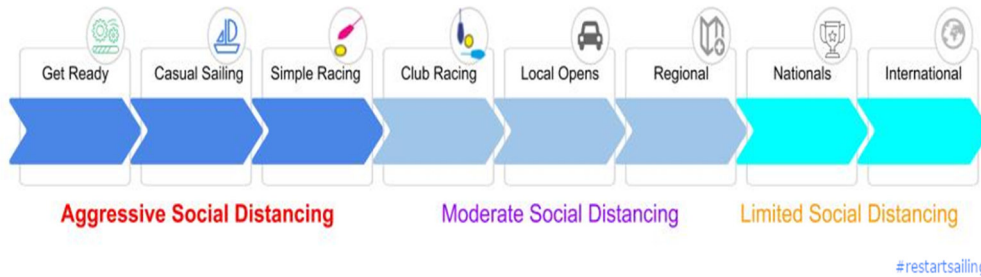 Get Ready
Casual Sailing
Simple Racing
Club Racing
Local Opens
Regional
Nationals
International
Aggressive Social Distancing
Moderate Social Distancing
Limited Social Distancing
#restartsailing